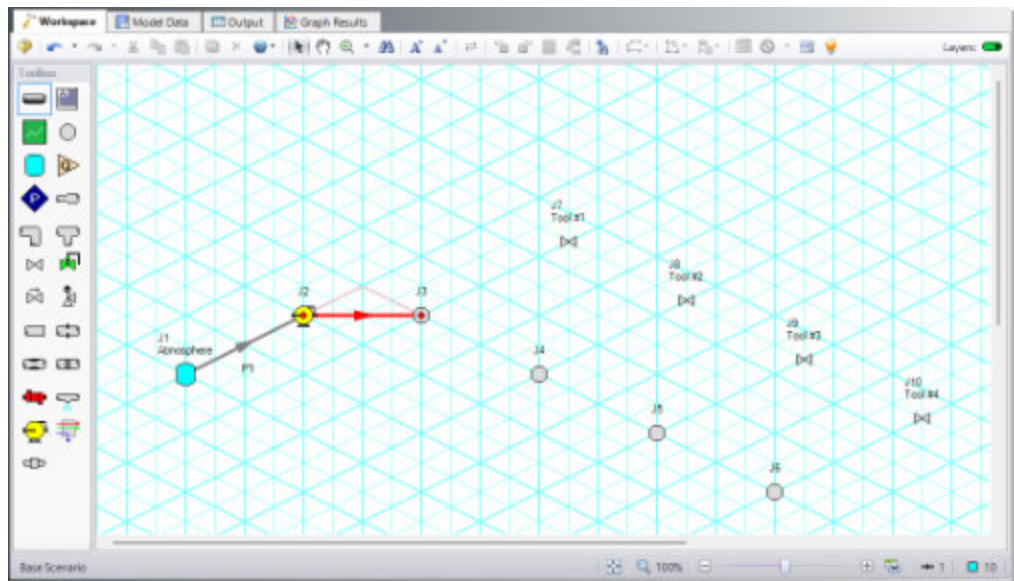 Workspace
Model Data
Output
Graph Results
Layers:
Toolbox
P
J7
Tool #1
J8
Tool #2
J2
J3
J9
Tool #3
J1
Atmosphere
P1
J4
J10
Tool #4
J5
J6
Base Scenario
100%
1
10